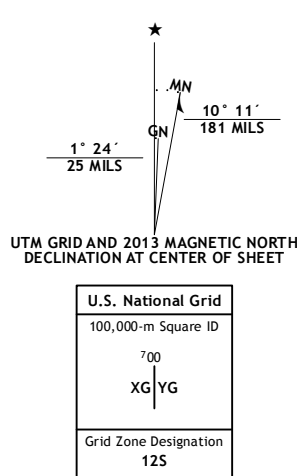 ★
MN
GN
10° 11´
181 MILS
1° 24´
25 MILS
UTM GRID AND 2013 MAGNETIC NORTH
DECLINATION AT CENTER OF SHEET
U.S. National Grid
100,000-m Square ID
⁷00
XG YG
Grid Zone Designation
12S